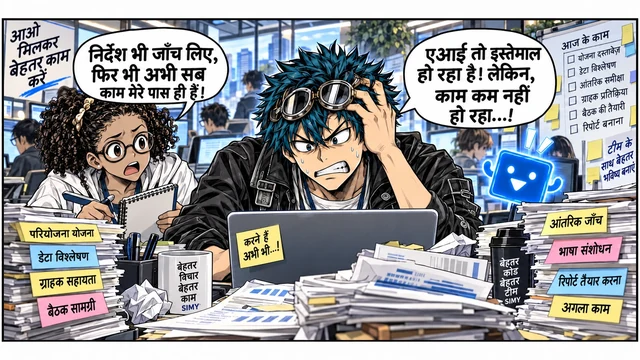 आओ
मिलकर
बेहतर काम
करें
निर्देश भी जाँच लिए,
फिर भी अभी सब
काम मेरे पास ही हैं!
एआई तो इस्तेमाल
हो रहा है! लेकिन,
काम कम नहीं
हो रहा...!
आज के काम
योजना दस्तावेज़
डेटा विश्लेषण
आंतरिक समीक्षा
ग्राहक प्रतिक्रिया
बैठक की तैयारी
रिपोर्ट बनाना
टीम के
साथ बेहतर
भविष्य बनाएं
परियोजना योजना
डेटा विश्लेषण
ग्राहक सहायता
बैठक सामग्री
बेहतर
विचार
बेहतर
काम
SIMY
करने हैं
अभी भी...!
बेहतर
कोड
बेहतर
टीम
SIMY
आंतरिक जाँच
भाषा संशोधन
रिपोर्ट तैयार करना
अगला काम